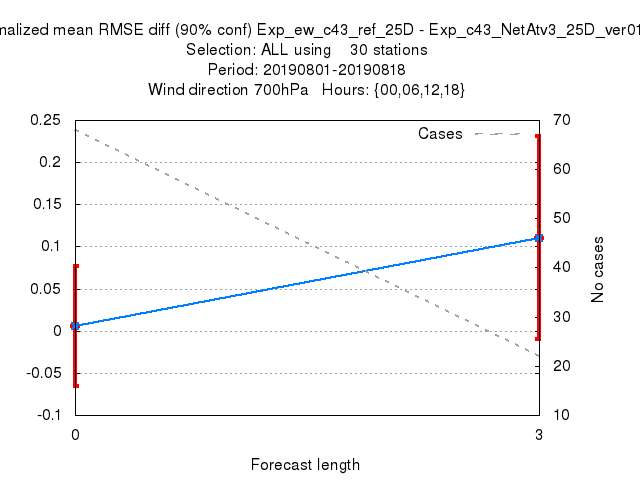 malized mean RMSE diff (90% conf) Exp_ew_c43_ref_25D - Exp_c43_NetAtv3_25D_ver01
Selection: ALL using 30 stations
Period: 20190801-20190818
Wind direction 700hPa Hours: {00,06,12,18}
0.25
0.2
0.15
0.1
0.05
0
-0.05
-0.1
Cases
70
60
50
40
30
20
10
No cases
0
3
Forecast length